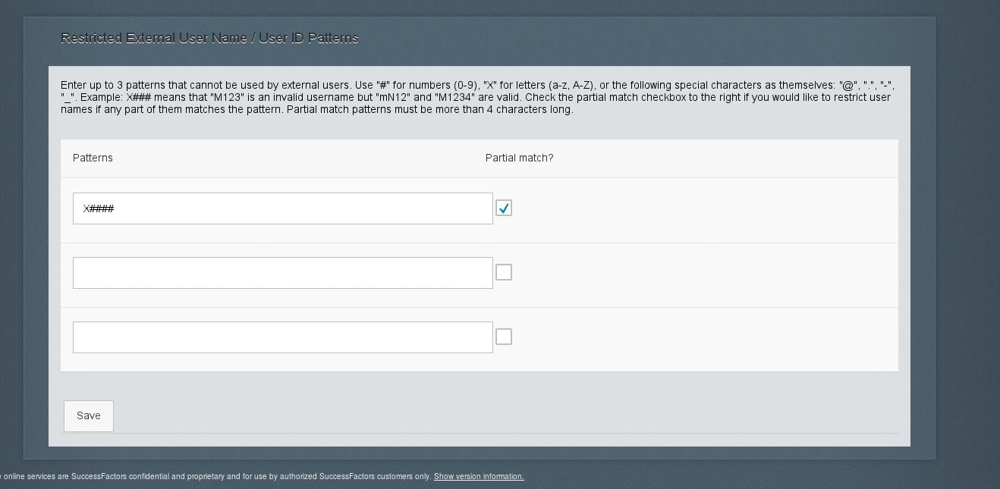 Restricted External User Name / User ID Patterns
Enter up to 3 patterns that cannot be used by external users. Use "#" for numbers (0-9), "X" for letters (a-z, A-Z), or the following special characters as themselves: "@", ".", "-",
"_". Example: X### means that "M123" is an invalid username but "mN12" and "M1234" are valid. Check the partial match checkbox to the right if you would like to restrict user
names if any part of them matches the pattern. Partial match patterns must be more than 4 characters long.
Patterns Partial match?
X####
Save
online services are SuccessFactors confidential and proprietary and for use by authorized SuccessFactors customers only. Show version information.